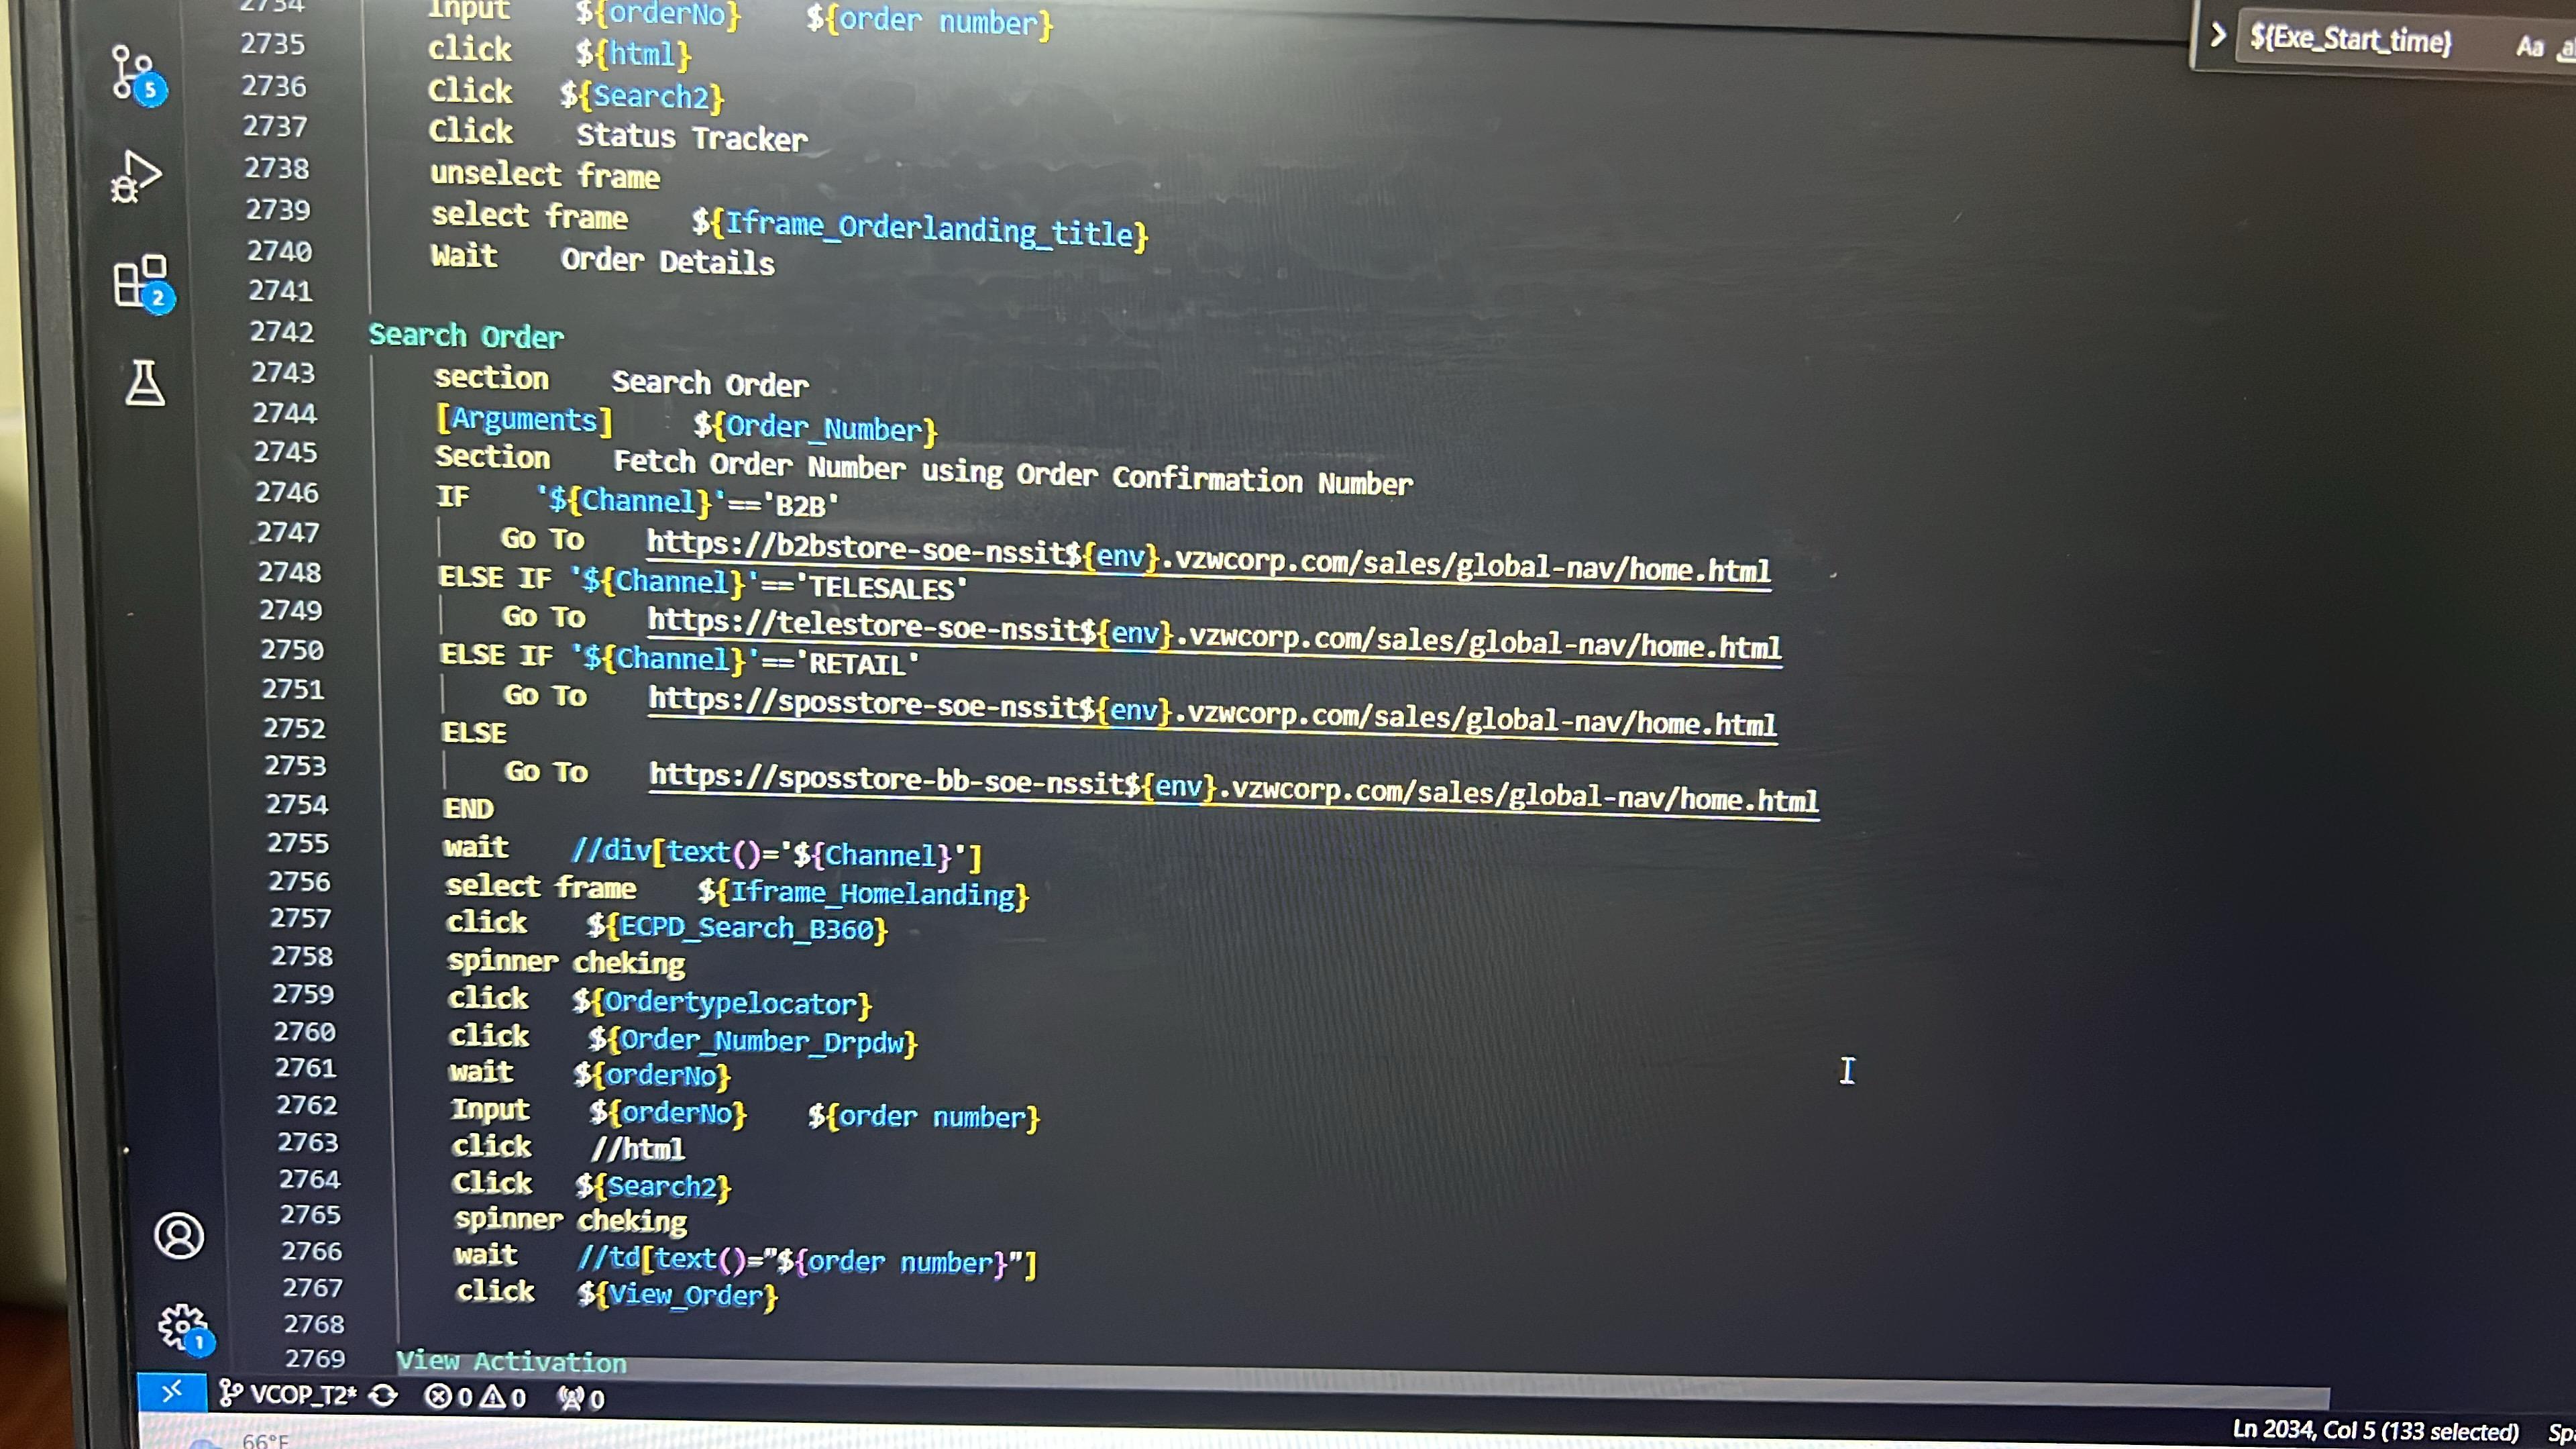 2734 Input ${orderNo} ${order number}
2735 click ${html}
2736 Click ${Search2}
2737 Click Status Tracker
2738 unselect frame
2739 select frame ${Iframe_Orderlanding_title}
2740 Wait Order Details
2741
2742 Search Order
2743 section Search Order
2744 [Arguments] ${Order_Number}
2745 Section Fetch Order Number using Order Confirmation Number
2746 IF '${Channel}'=='B2B'
2747 Go To https://b2bstore-soe-nssit${env}.vzwcorp.com/sales/global-nav/home.html
2748 ELSE IF '${Channel}'=='TELESALES'
2749 Go To https://telestore-soe-nssit${env}.vzwcorp.com/sales/global-nav/home.html
2750 ELSE IF '${Channel}'=='RETAIL'
2751 Go To https://sposstore-soe-nssit${env}.vzwcorp.com/sales/global-nav/home.html
2752 ELSE
2753 Go To https://sposstore-bb-soe-nssit${env}.vzwcorp.com/sales/global-nav/home.html
2754 END
2755 wait //div[text()='${Channel}']
2756 select frame ${Iframe_Homelanding}
2757 click ${ECPD_Search_B360}
2758 spinner cheking
2759 click ${Ordertypelocator}
2760 click ${Order_Number_Drpdw}
2761 wait ${orderNo}
2762 Input ${orderNo} ${order number}
2763 click //html
2764 Click ${Search2}
2765 spinner cheking
2766 wait //td[text()="${order number}"]
2767 click ${View_Order}
2768
2769 View Activation
${Exe_Start_time} Aa
5
2
1
VCOP_T2* 0 0 0
Ln 2034, Col 5 (133 selected)
66°F